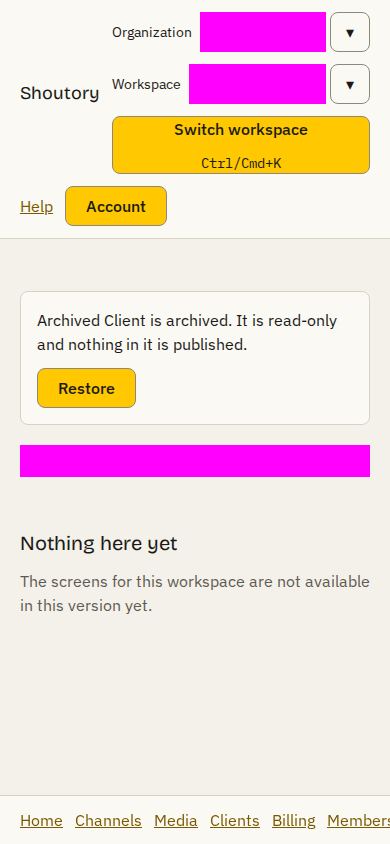 Shoutory
Organization
▼
Workspace
▼
Switch workspace
Ctrl/Cmd+K
Help
Account
Archived Client is archived. It is read-only
and nothing in it is published.
Restore
Nothing here yet
The screens for this workspace are not available
in this version yet.
Home Channels Media Clients Billing Members